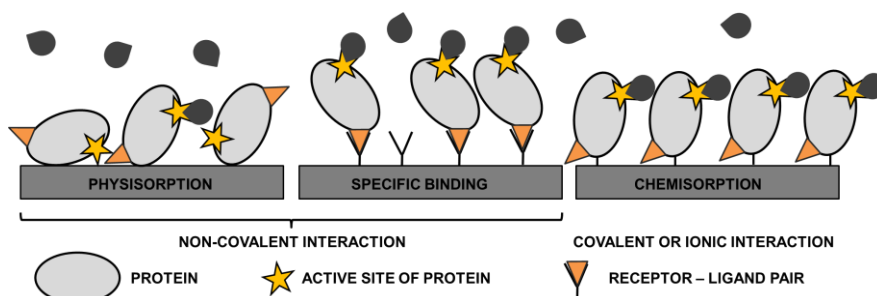 PHYSISORPTION
SPECIFIC BINDING
CHEMISORPTION
NON-COVALENT INTERACTION
COVALENT OR IONIC INTERACTION
PROTEIN
ACTIVE SITE OF PROTEIN
RECEPTOR – LIGAND PAIR